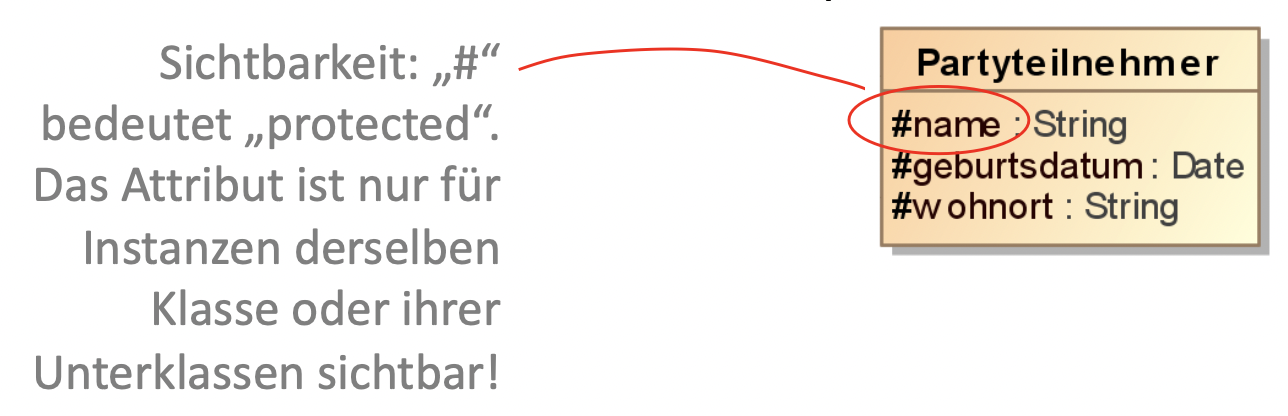 Sichtbarkeit: „#“
bedeutet „protected“.
Das Attribut ist nur für
Instanzen derselben
Klasse oder ihrer
Unterklassen sichtbar!
Partyteilnehmer
#name : String
#geburtsdatum : Date
#wohnort : String